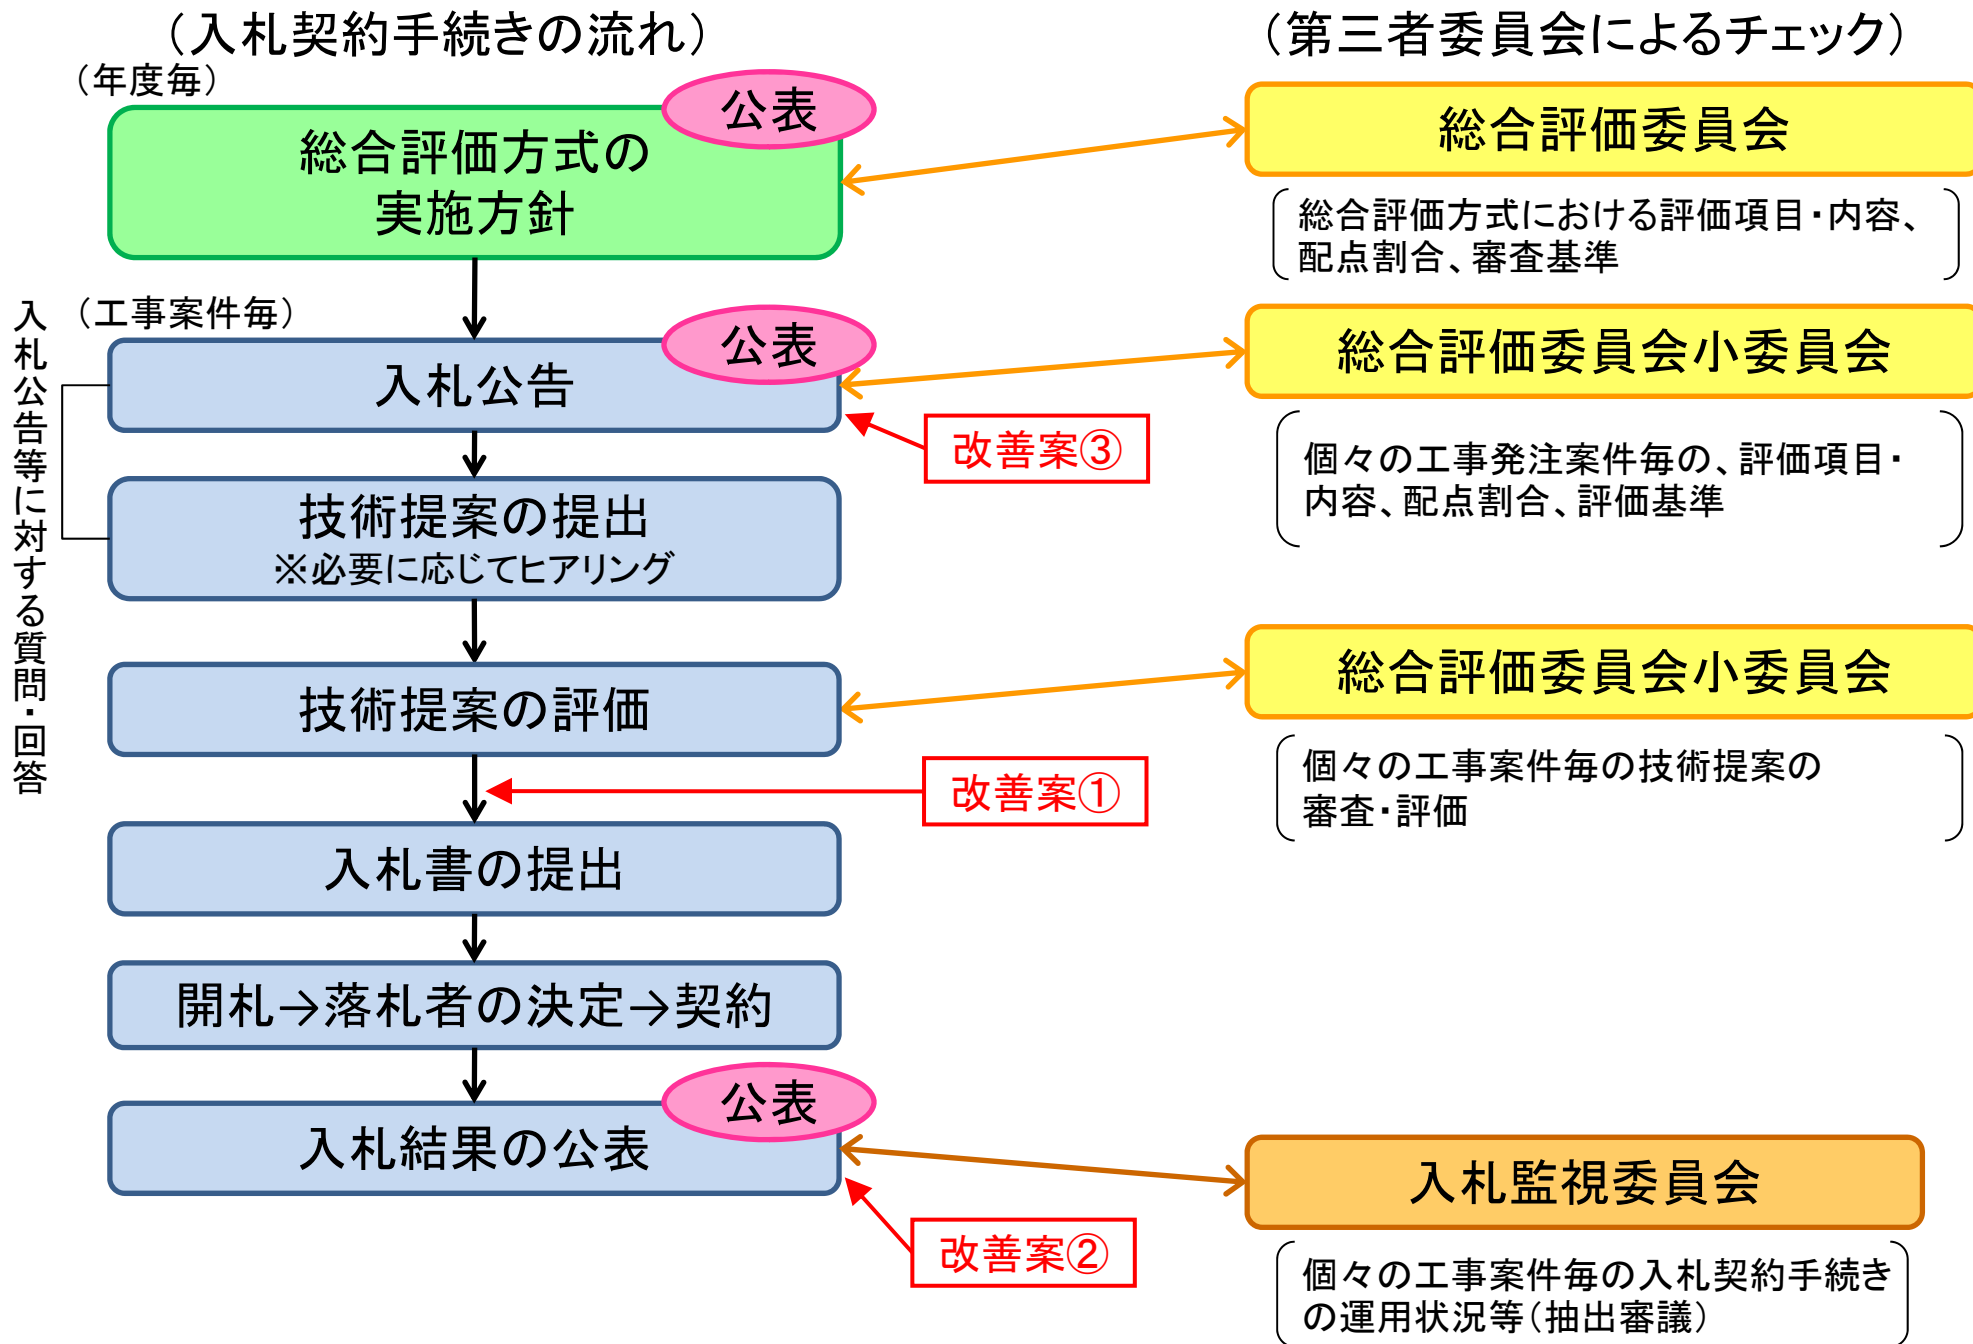 （入札契約手続きの流れ）
（年度毎）
公表
総合評価方式の
実施方針
入札公告等に対する質問・回答
（工事案件毎）
公表
入札公告
改善案③
技術提案の提出
※必要に応じてヒアリング
技術提案の評価
改善案①
入札書の提出
開札→落札者の決定→契約
公表
入札結果の公表
改善案②
（第三者委員会によるチェック）
総合評価委員会
総合評価方式における評価項目・内容、
配点割合、審査基準
総合評価委員会小委員会
個々の工事発注案件毎の、評価項目・
内容、配点割合、評価基準
総合評価委員会小委員会
個々の工事案件毎の技術提案の
審査・評価
入札監視委員会
個々の工事案件毎の入札契約手続き
の運用状況等（抽出審議）